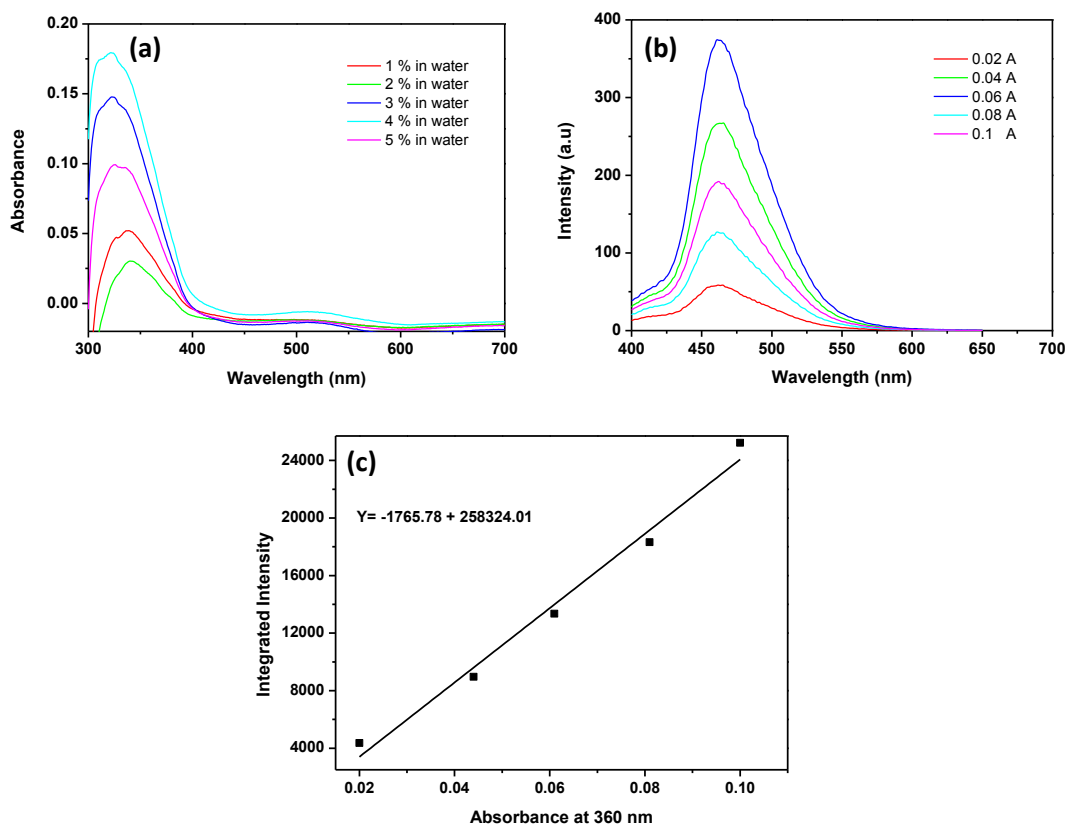 (a)
0.20
0.15
0.10
0.05
0.00
Absorbance
1 % in water
2 % in water
3 % in water
4 % in water
5 % in water
300 400 500 600 700
Wavelength (nm)
(b)
400
300
200
100
0
Intensity (a.u)
0.02 A
0.04 A
0.06 A
0.08 A
0.1 A
400 450 500 550 600 650 700
Wavelength (nm)
(c)
24000
20000
16000
12000
8000
4000
Integrated Intensity
Y= -1765.78 + 258324.01
0.02 0.04 0.06 0.08 0.10
Absorbance at 360 nm